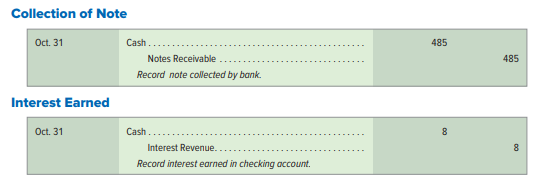 Collection of Note
Oct. 31 Cash . . . . . . . . . . . . . . . . . . . . . . . . . . . . . . . . . . . . . . . . . . . 485
Notes Receivable . . . . . . . . . . . . . . . . . . . . . . . . . . . . . 485
Record note collected by bank.
Interest Earned
Oct. 31 Cash . . . . . . . . . . . . . . . . . . . . . . . . . . . . . . . . . . . . . . . . . . . 8
Interest Revenue. . . . . . . . . . . . . . . . . . . . . . . . . . . . . . 8
Record interest earned in checking account.